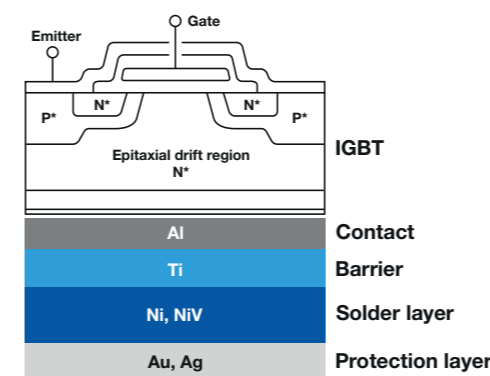 Gate
Emitter
N*
N*
P*
P*
Epitaxial drift region
N*
IGBT
Al
Contact
Ti
Barrier
Ni, NiV
Solder layer
Au, Ag
Protection layer